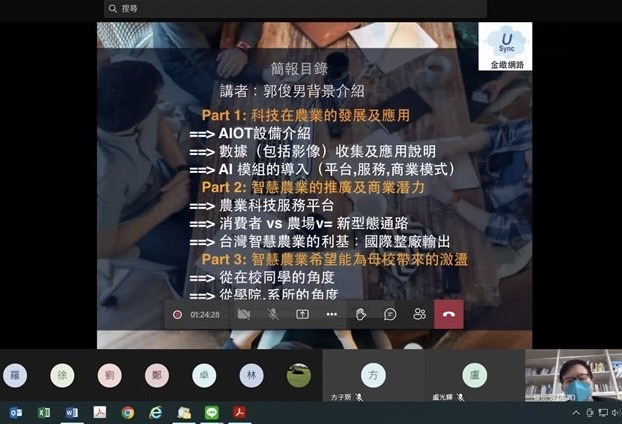 搜尋
U
Sync
金緻網路
簡報目錄
講者：郭俊男背景介紹
Part 1: 科技在農業的發展及應用
==> AIOT設備介紹
==> 數據（包括影像）收集及應用說明
==> AI 模組的導入（平台,服務,商業模式）
Part 2: 智慧農業的推廣及商業潛力
==> 農業科技服務平台
==> 消費者 vs 農場v= 新型態通路
==> 台灣智慧農業的利基：國際整廠輸出
Part 3: 智慧農業希望能為母校帶來的激盪
==> 從在校同學的角度
==> 從學院,系所的角度
01:24:28
羅 徐 劉 鄭 卓 林 方 盧
方子朔 盧光輝